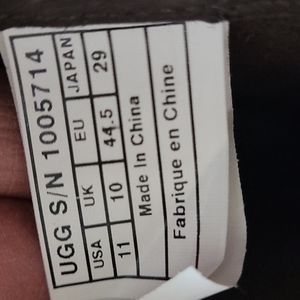 UGG S/N 1005714
USA UK EU JAPAN
11 10 44.5 29
Made In China
Fabrique en Chine